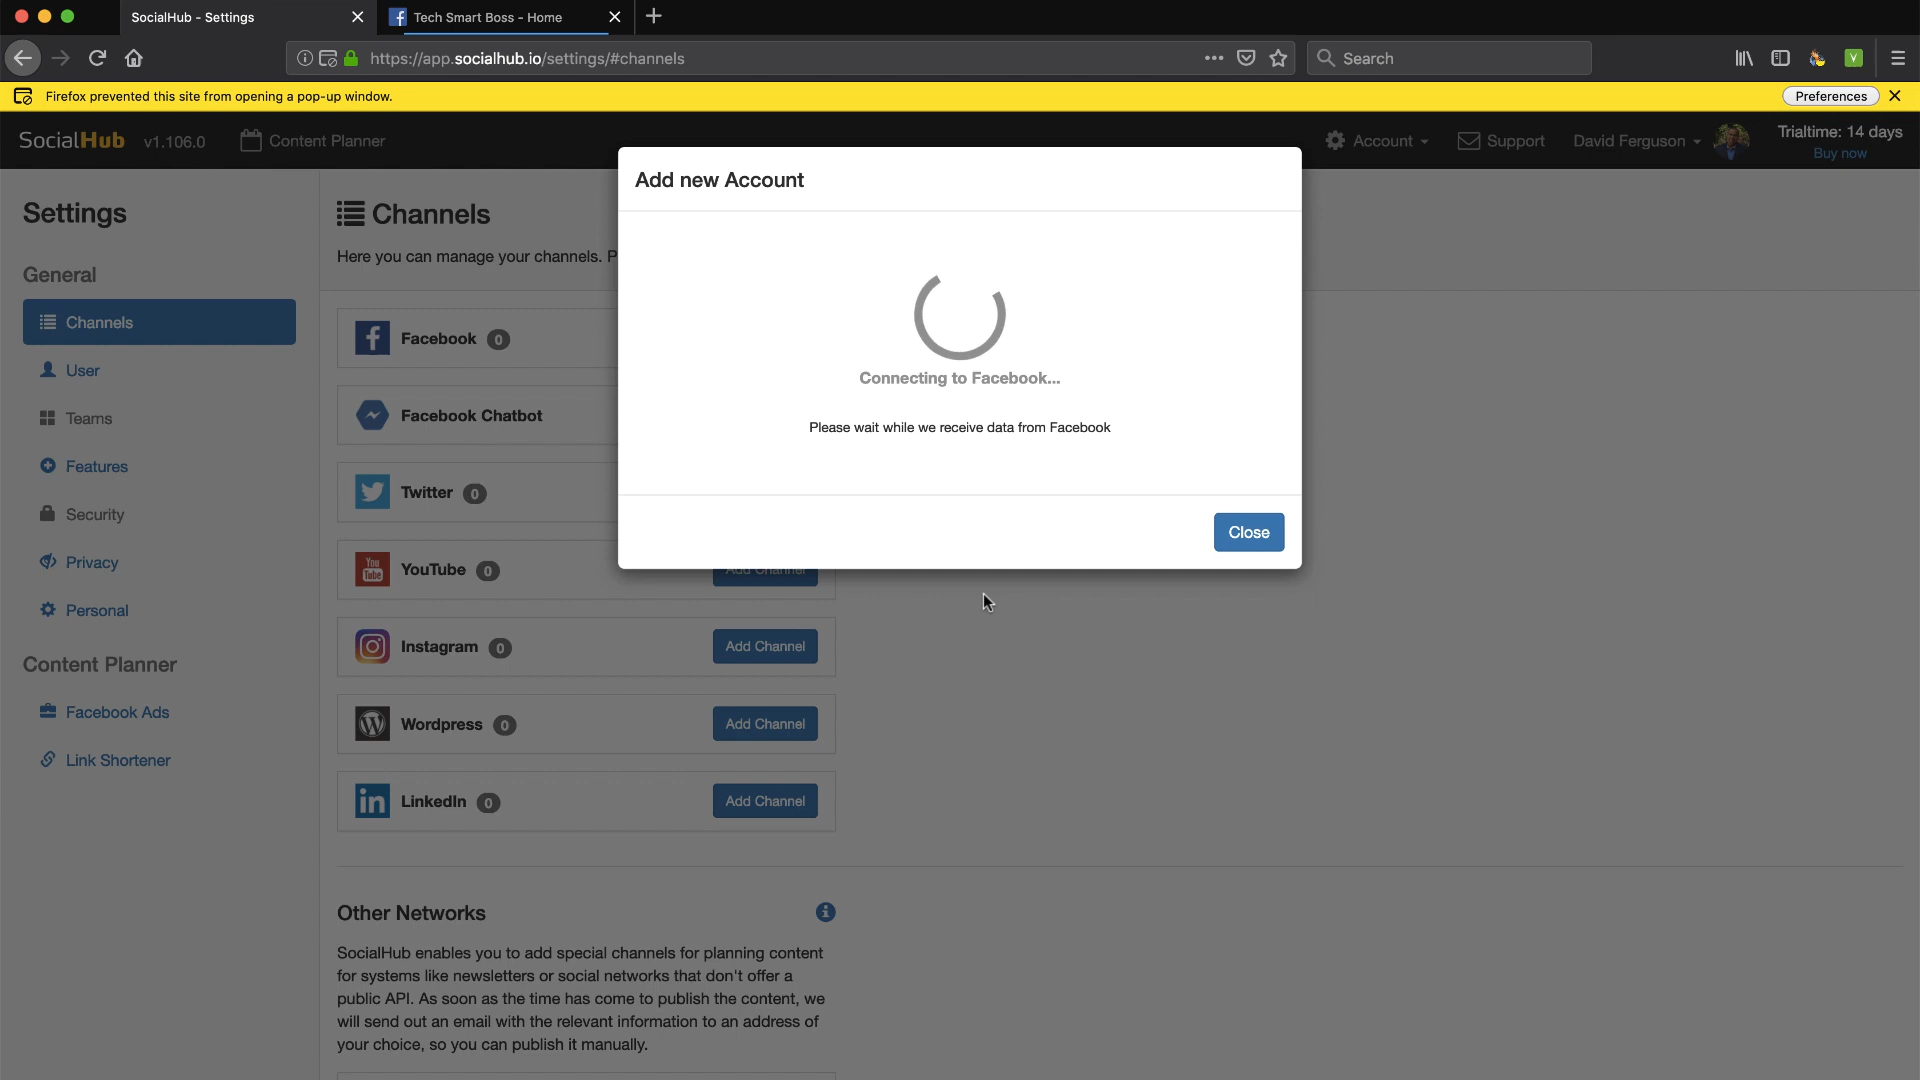 SocialHub - Settings
Tech Smart Boss - Home
https://app.socialhub.io/settings/#channels
Search
Firefox prevented this site from opening a pop-up window.
Preferences
SocialHub v1.106.0
Content Planner
Account
Support
David Ferguson
Trialtime: 14 days
Buy now
Settings
General
Channels
User
Teams
Features
Security
Privacy
Personal
Content Planner
Facebook Ads
Link Shortener
Channels
Here you can manage your channels. P
Facebook 0
Facebook Chatbot
Twitter 0
YouTube 0
Add Channel
Instagram 0
Add Channel
Wordpress 0
Add Channel
LinkedIn 0
Add Channel
Other Networks
SocialHub enables you to add special channels for planning content
for systems like newsletters or social networks that don't offer a
public API. As soon as the time has come to publish the content, we
will send out an email with the relevant information to an address of
your choice, so you can publish it manually.
Add new Account
Connecting to Facebook...
Please wait while we receive data from Facebook
Close